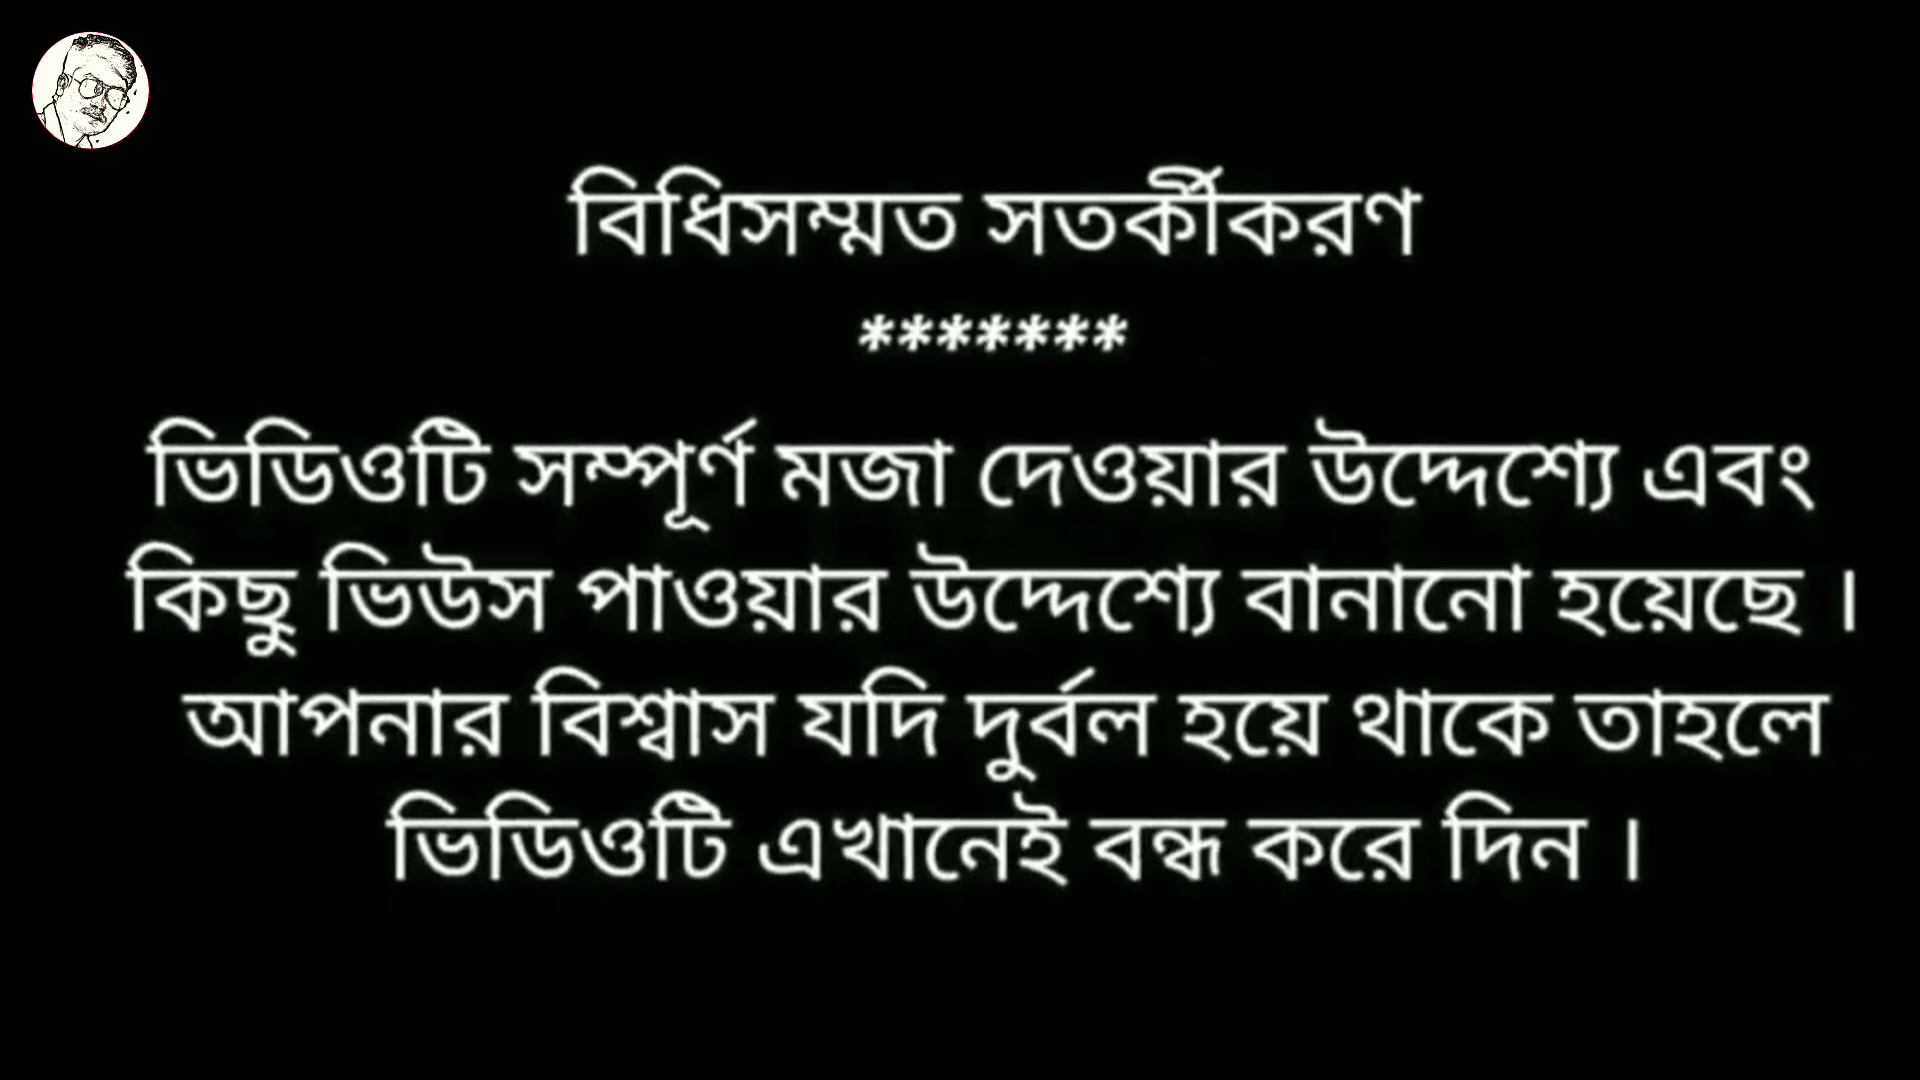 বিধিসম্মত সতর্কীকরণ
*******
ভিডিওটি সম্পূর্ণ মজা দেওয়ার উদ্দেশ্যে এবং
কিছু ভিউস পাওয়ার উদ্দেশ্যে বানানো হয়েছে ।
আপনার বিশ্বাস যদি দুর্বল হয়ে থাকে তাহলে
ভিডিওটি এখানেই বন্ধ করে দিন ।